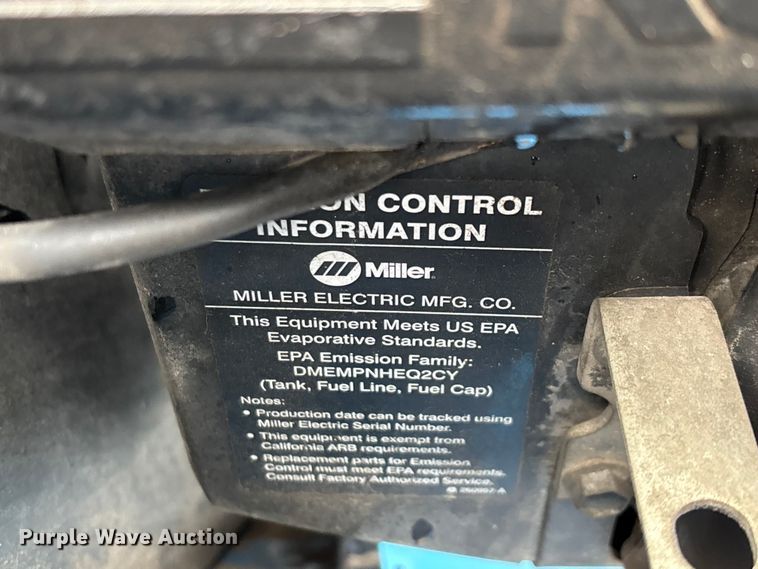 ON CONTROL
INFORMATION
Miller
MILLER ELECTRIC MFG. CO.
This Equipment Meets US EPA
Evaporative Standards.
EPA Emission Family:
DMEMPNHEQ2CY
(Tank, Fuel Line, Fuel Cap)
Notes:
• Production date can be tracked using
Miller Electric Serial Number.
• This equipment is exempt from
California ARB requirements.
• Replacement parts for Emission
Control must meet EPA requirements.
Consult Factory Authorized Service.
Purple Wave Auction